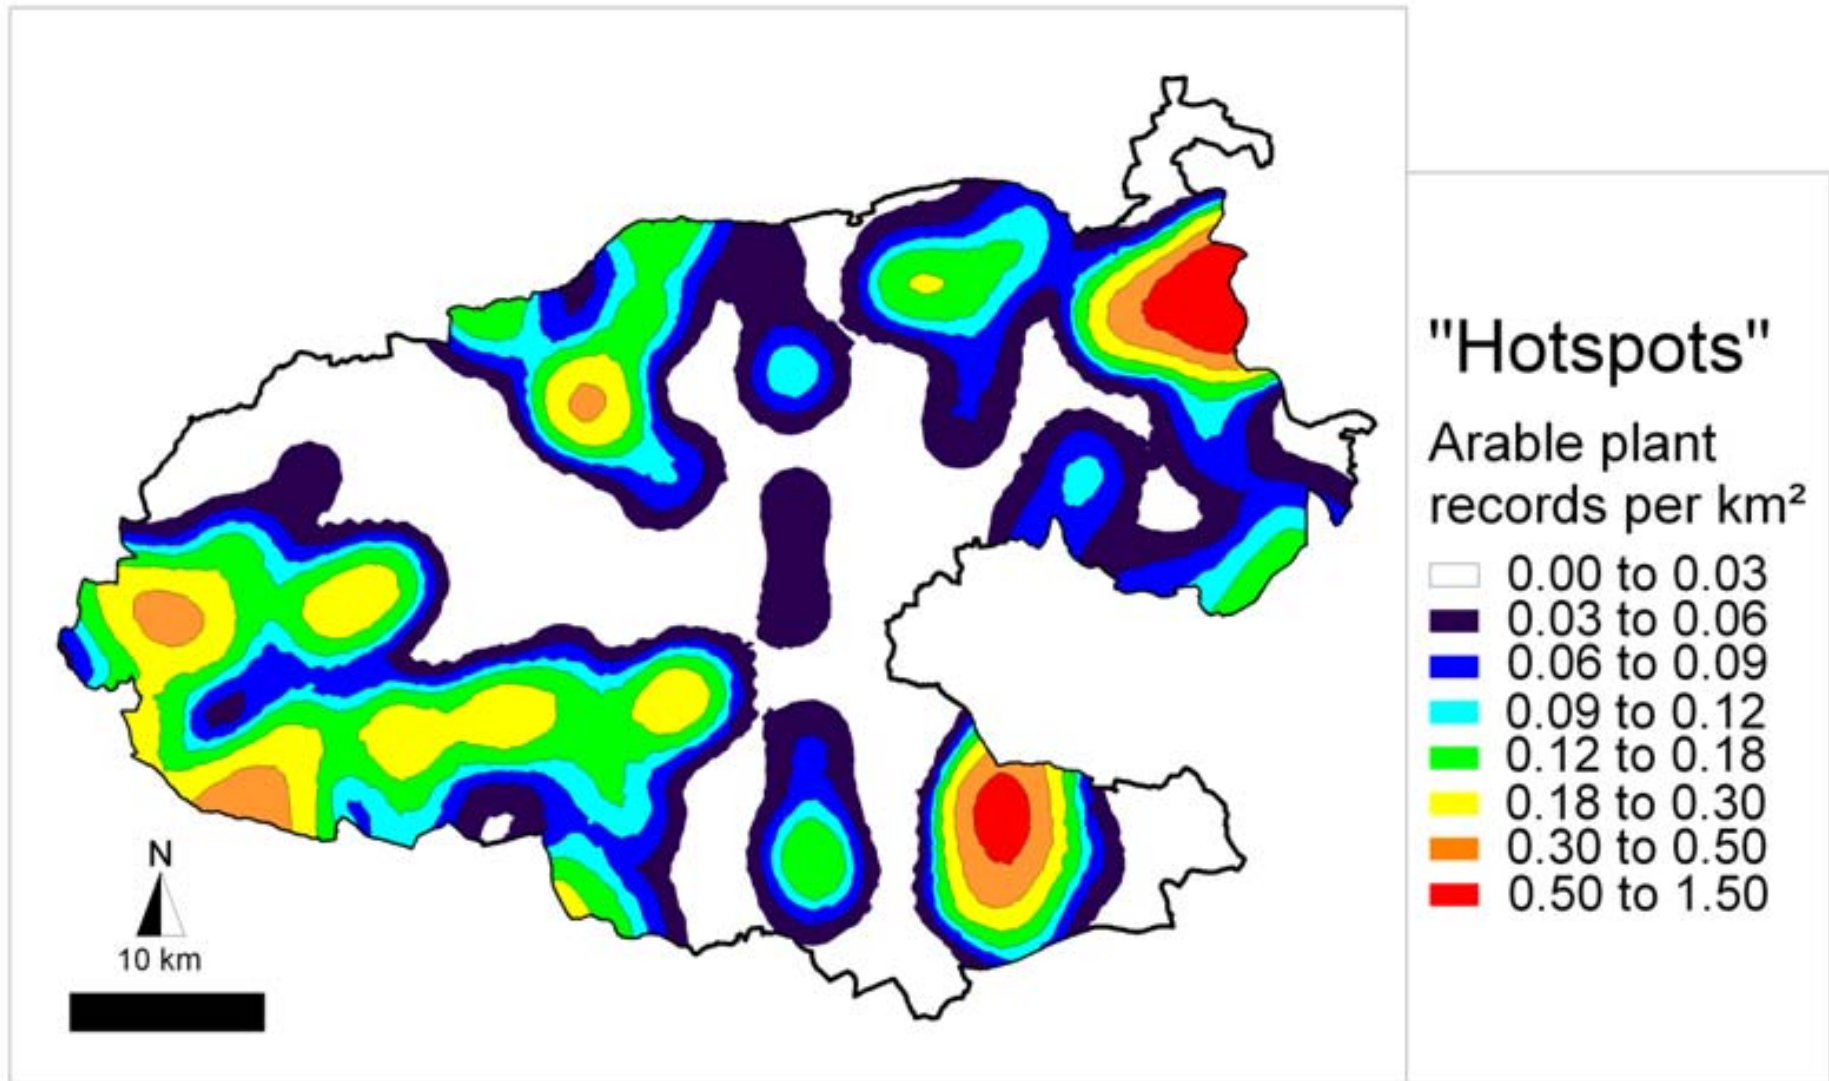 "Hotspots"
Arable plant
records per km²
0.00 to 0.03
0.03 to 0.06
0.06 to 0.09
0.09 to 0.12
0.12 to 0.18
0.18 to 0.30
0.30 to 0.50
0.50 to 1.50
N
10 km